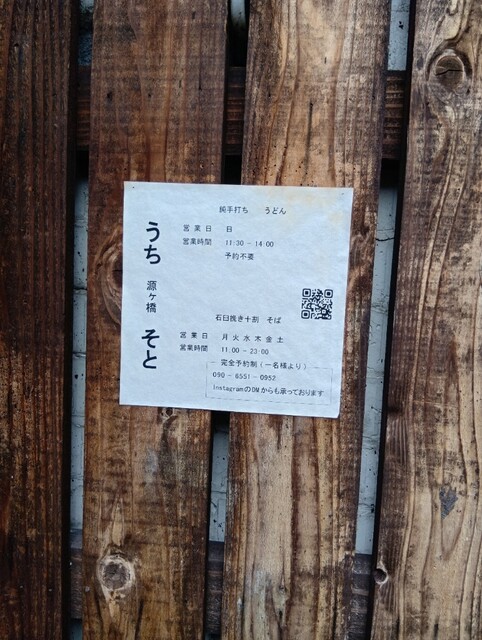 うち 源ヶ橋 そと
純手打ち うどん
営業日 日
営業時間 11:30 - 14:00
予約不要
石臼挽き十割 そば
営業日 月火水木金土
営業時間 11:00 - 23:00
完全予約制(一名様より)
090 - 6551 - 0952
InstagramのDMからも承っております